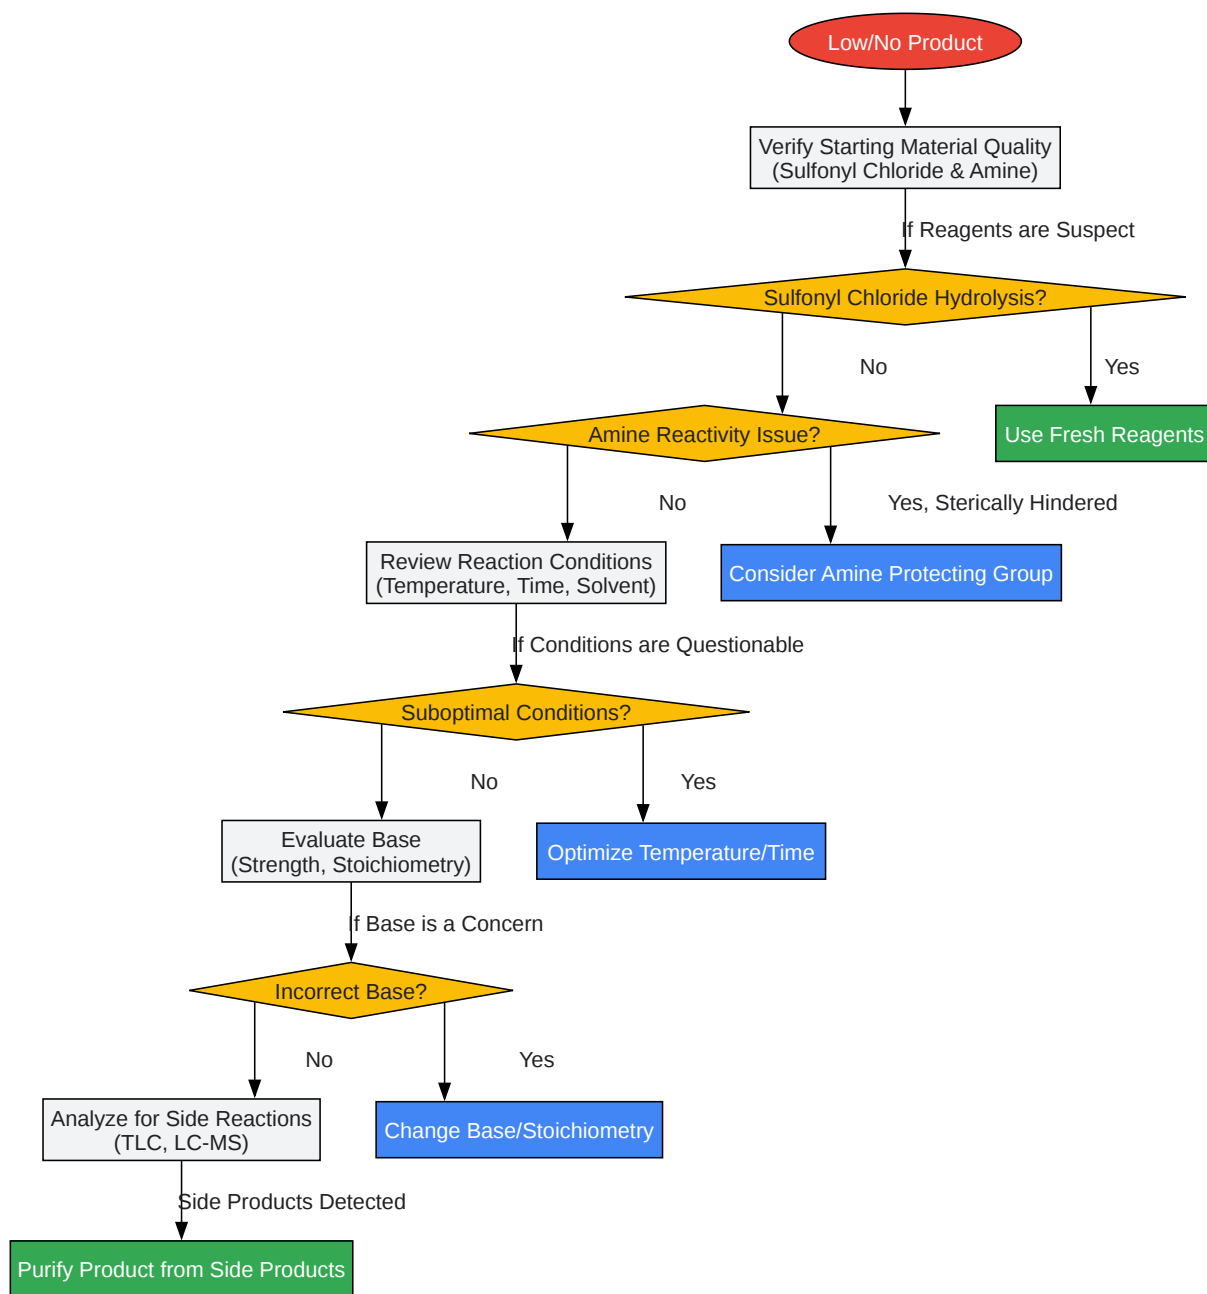 Low/No Product
Verify Starting Material Quality
(Sulfonyl Chloride & Amine)
If Reagents are Suspect
Sulfonyl Chloride Hydrolysis?
No
Yes
Amine Reactivity Issue?
Use Fresh Reagents
No
Yes, Sterically Hindered
Review Reaction Conditions
(Temperature, Time, Solvent)
Consider Amine Protecting Group
If Conditions are Questionable
Suboptimal Conditions?
No
Yes
Evaluate Base
(Strength, Stoichiometry)
Optimize Temperature/Time
If Base is a Concern
Incorrect Base?
No
Yes
Analyze for Side Reactions
(TLC, LC-MS)
Change Base/Stoichiometry
Side Products Detected
Purify Product from Side Products